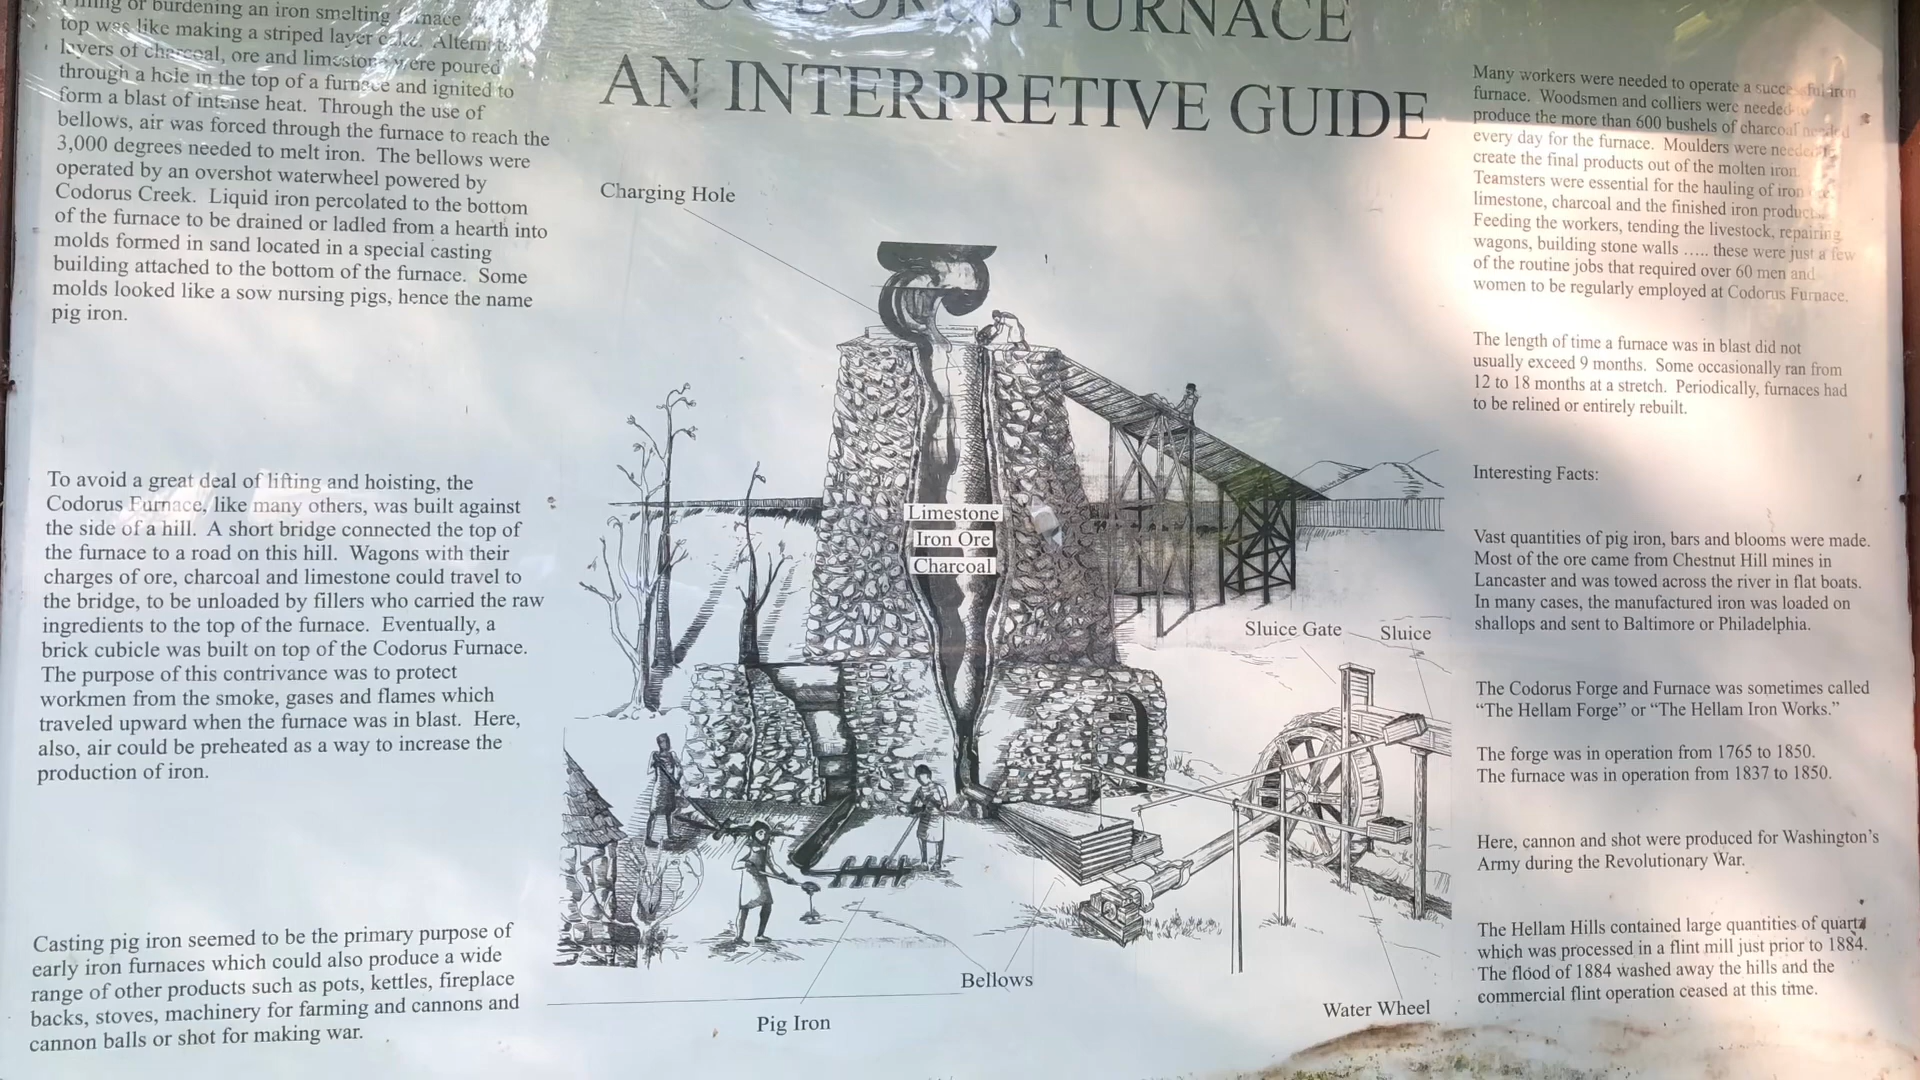 CODORUS FURNACE
AN INTERPRETIVE GUIDE
Filling or burdening an iron smelting furnace
top was like making a striped layer cake. Alternate
layers of charcoal, ore and limestone were poured
through a hole in the top of a furnace and ignited to
form a blast of intense heat. Through the use of
bellows, air was forced through the furnace to reach the
3,000 degrees needed to melt iron. The bellows were
operated by an overshot waterwheel powered by
Codorus Creek. Liquid iron percolated to the bottom
of the furnace to be drained or ladled from a hearth into
molds formed in sand located in a special casting
building attached to the bottom of the furnace. Some
molds looked like a sow nursing pigs, hence the name
pig iron.
To avoid a great deal of lifting and hoisting, the
Codorus Furnace, like many others, was built against
the side of a hill. A short bridge connected the top of
the furnace to a road on this hill. Wagons with their
charges of ore, charcoal and limestone could travel to
the bridge, to be unloaded by fillers who carried the raw
ingredients to the top of the furnace. Eventually, a
brick cubicle was built on top of the Codorus Furnace.
The purpose of this contrivance was to protect
workmen from the smoke, gases and flames which
traveled upward when the furnace was in blast. Here,
also, air could be preheated as a way to increase the
production of iron.
Casting pig iron seemed to be the primary purpose of
early iron furnaces which could also produce a wide
range of other products such as pots, kettles, fireplace
backs, stoves, machinery for farming and cannons and
cannon balls or shot for making war.
Charging Hole
Limestone
Iron Ore
Charcoal
Sluice Gate
Sluice
Bellows
Pig Iron
Water Wheel
Many workers were needed to operate a successful iron
furnace. Woodsmen and colliers were needed to
produce the more than 600 bushels of charcoal needed
every day for the furnace. Moulders were needed to
create the final products out of the molten iron.
Teamsters were essential for the hauling of iron ore,
limestone, charcoal and the finished iron products.
Feeding the workers, tending the livestock, repairing
wagons, building stone walls ..... these were just a few
of the routine jobs that required over 60 men and
women to be regularly employed at Codorus Furnace.
The length of time a furnace was in blast did not
usually exceed 9 months. Some occasionally ran from
12 to 18 months at a stretch. Periodically, furnaces had
to be relined or entirely rebuilt.
Interesting Facts:
Vast quantities of pig iron, bars and blooms were made.
Most of the ore came from Chestnut Hill mines in
Lancaster and was towed across the river in flat boats.
In many cases, the manufactured iron was loaded on
shallops and sent to Baltimore or Philadelphia.
The Codorus Forge and Furnace was sometimes called
“The Hellam Forge” or “The Hellam Iron Works.”
The forge was in operation from 1765 to 1850.
The furnace was in operation from 1837 to 1850.
Here, cannon and shot were produced for Washington’s
Army during the Revolutionary War.
The Hellam Hills contained large quantities of quartz
which was processed in a flint mill just prior to 1884.
The flood of 1884 washed away the hills and the
commercial flint operation ceased at this time.